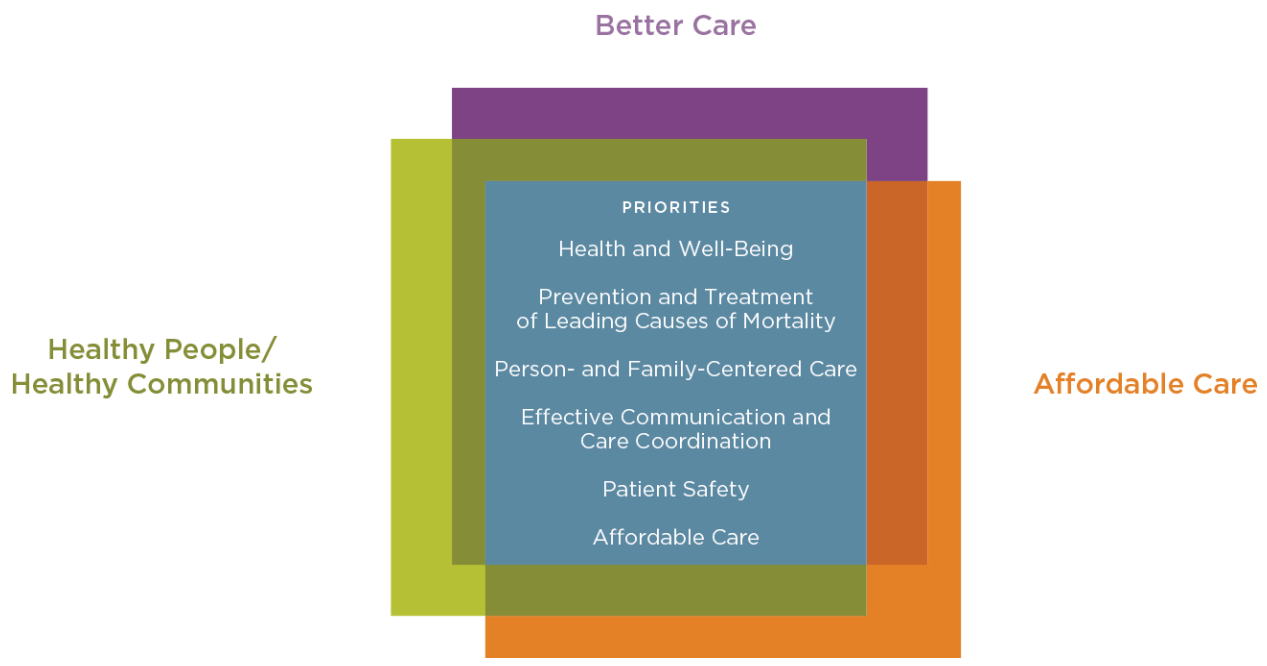 Better Care
PRIORITIES
Health and Well-Being
Prevention and Treatment
of Leading Causes of Mortality
Person- and Family-Centered Care
Effective Communication and
Care Coordination
Patient Safety
Affordable Care
Healthy People/
Healthy Communities
Affordable Care